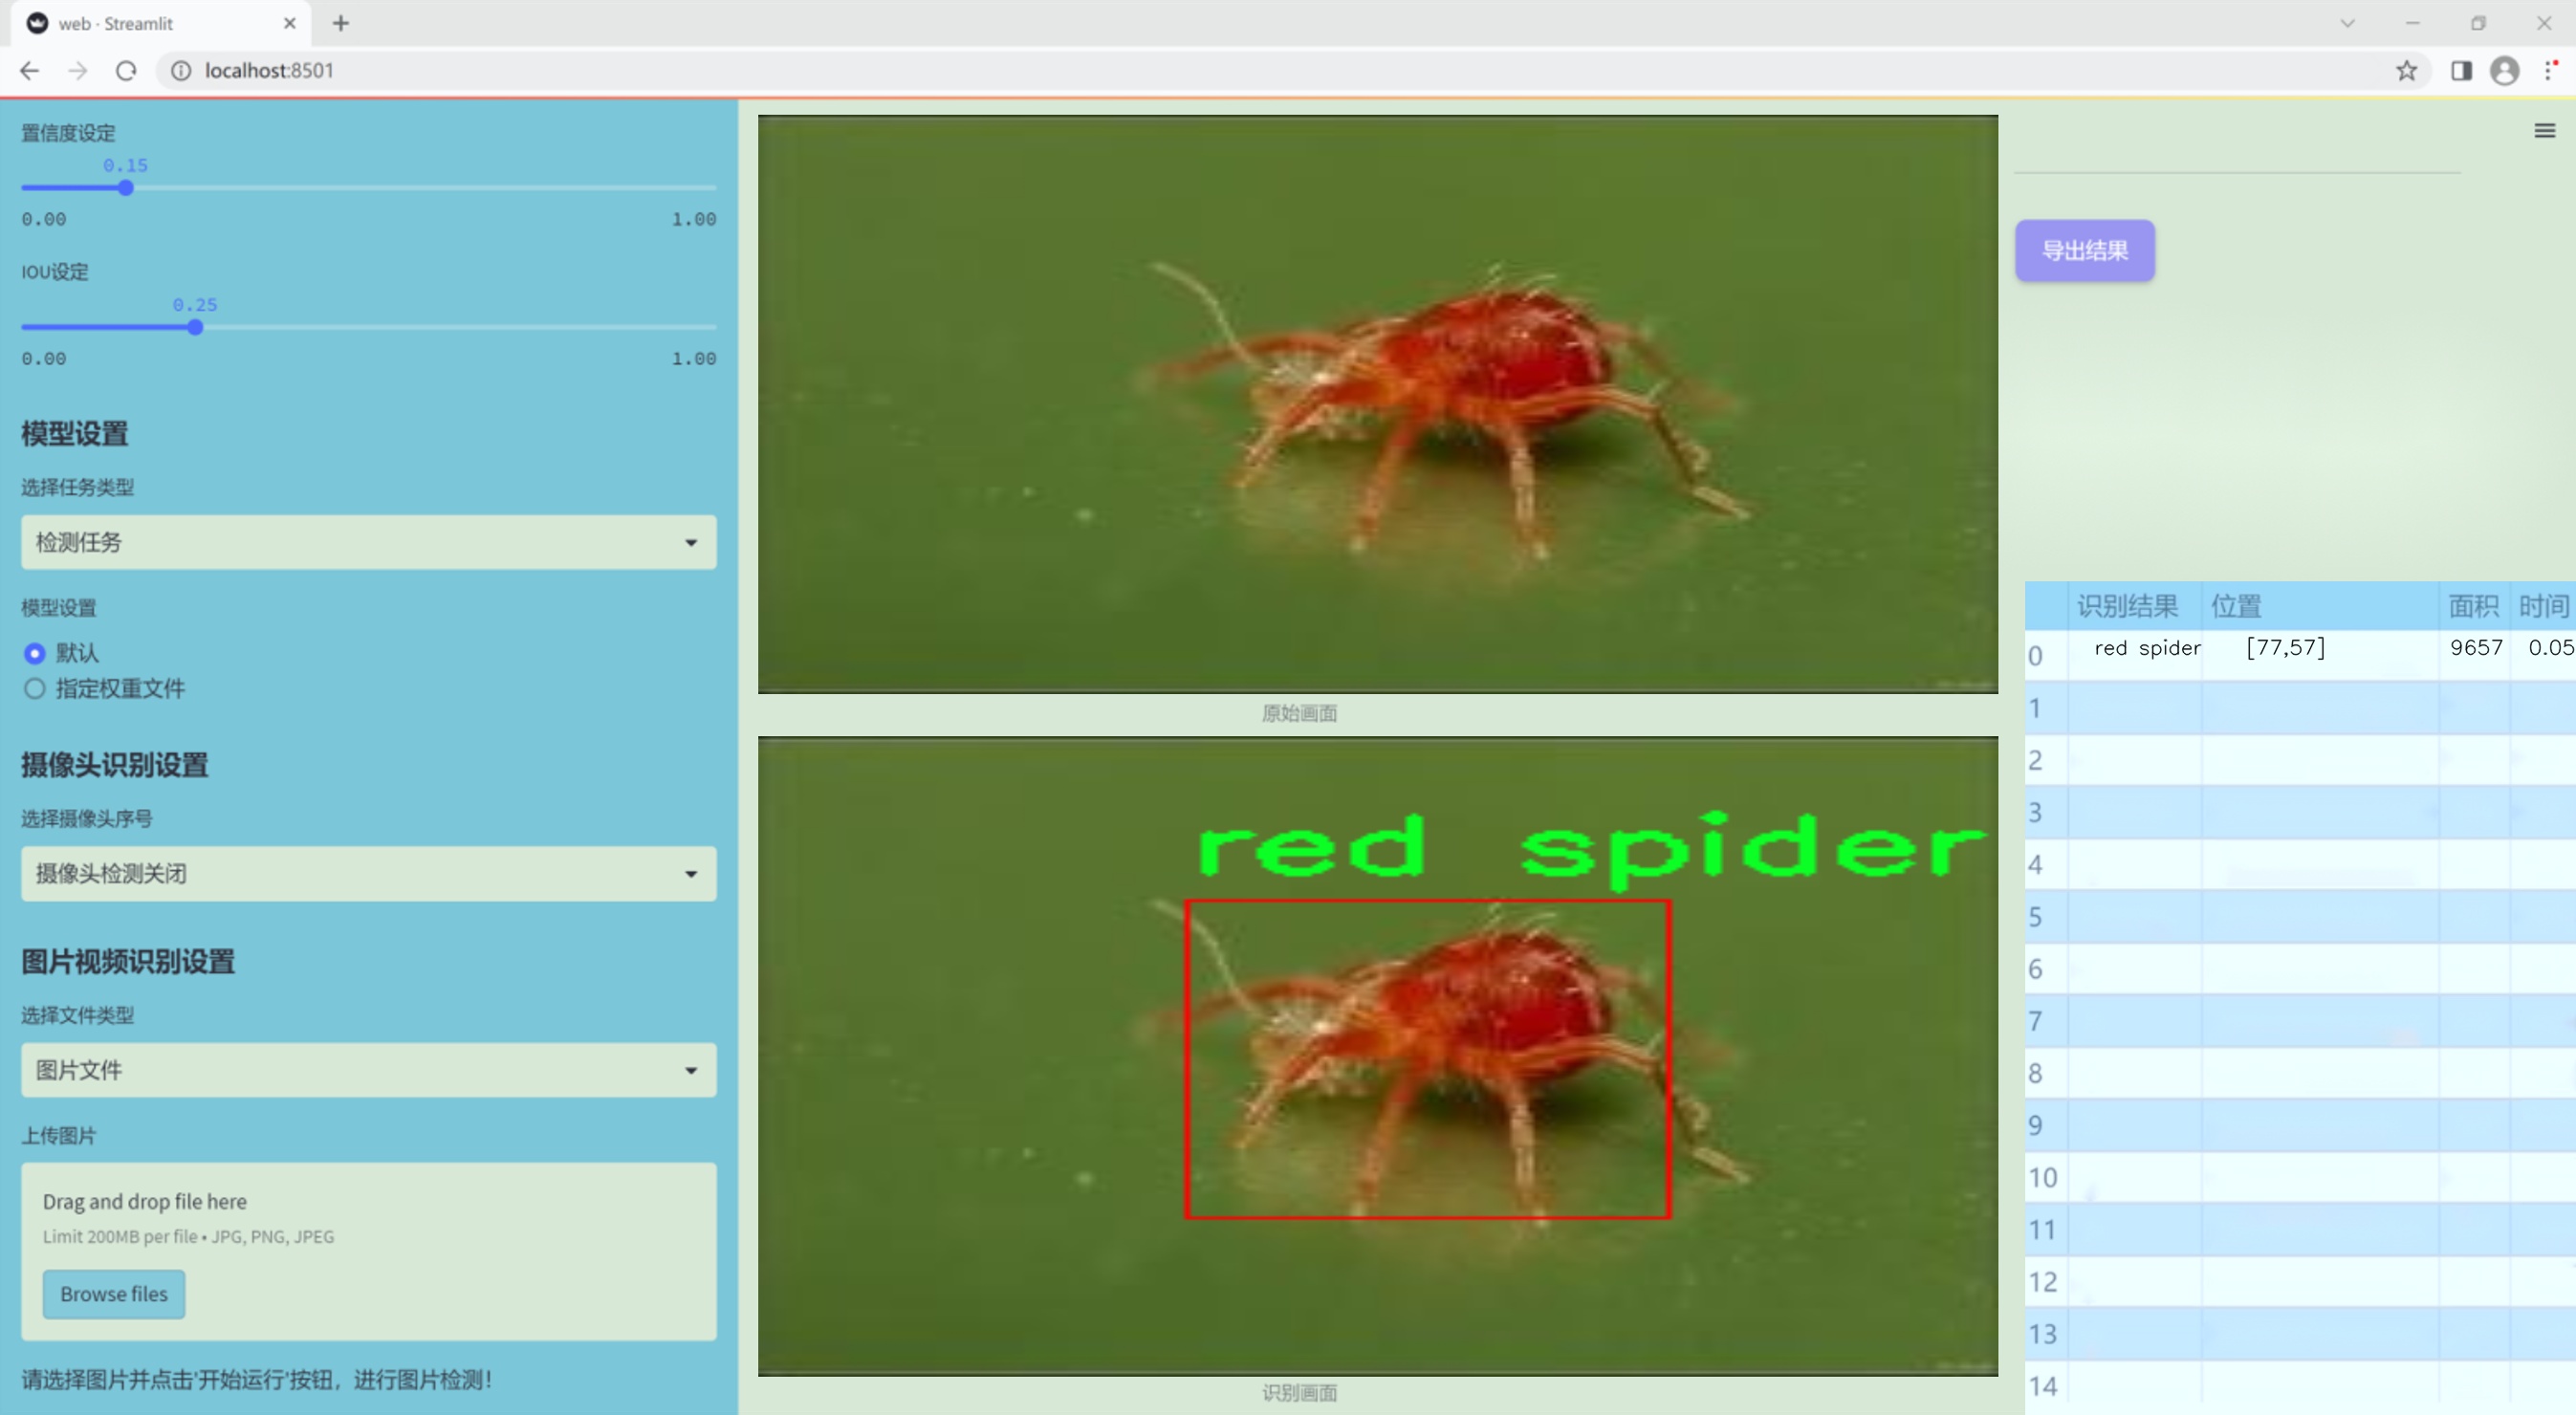 web · Streamlit
localhost:8501
置信度设定
0.15
0.00 1.00
IOU设定
0.25
0.00 1.00
模型设置
选择任务类型
检测任务
模型设置
默认
指定权重文件
摄像头识别设置
选择摄像头序号
摄像头检测关闭
图片视频识别设置
选择文件类型
图片文件
上传图片
Drag and drop file here
Limit 200MB per file • JPG, PNG, JPEG
Browse files
请选择图片并点击'开始运行'按钮，进行图片检测！
原始画面
red spider
识别画面
导出结果
识别结果 位置 面积 时间
0 red spider [77,57] 9657 0.05
1
2
3
4
5
6
7
8
9
10
11
12
13
14